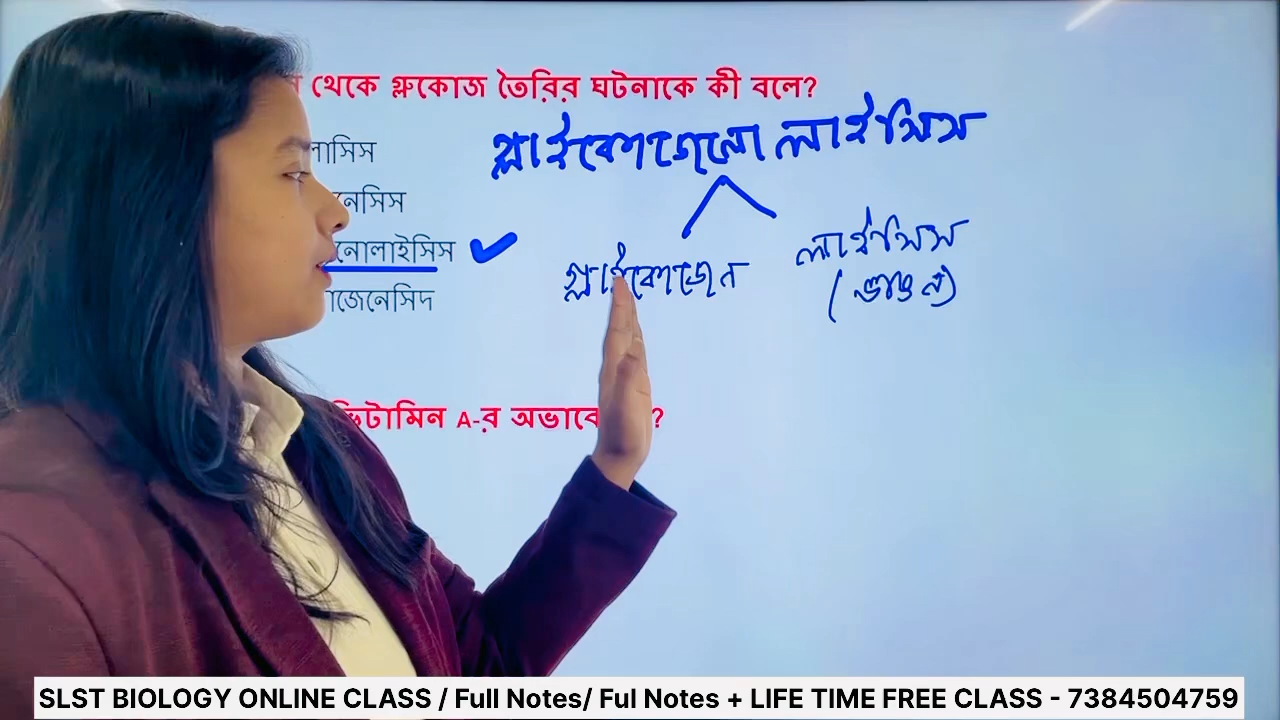 থেকে গ্লুকোজ তৈরির ঘটনাকে কী বলে?
গ্লাইকোজেনো লাইসিস
লাসিস
নেসিস
নোলাইসিস
গ্লাইকোজেন
লাইসিস
(ভাঙন)
জেনেসিদ
ভিটামিন A-র অভাবে ?
SLST BIOLOGY ONLINE CLASS / Full Notes/ Ful Notes + LIFE TIME FREE CLASS - 7384504759